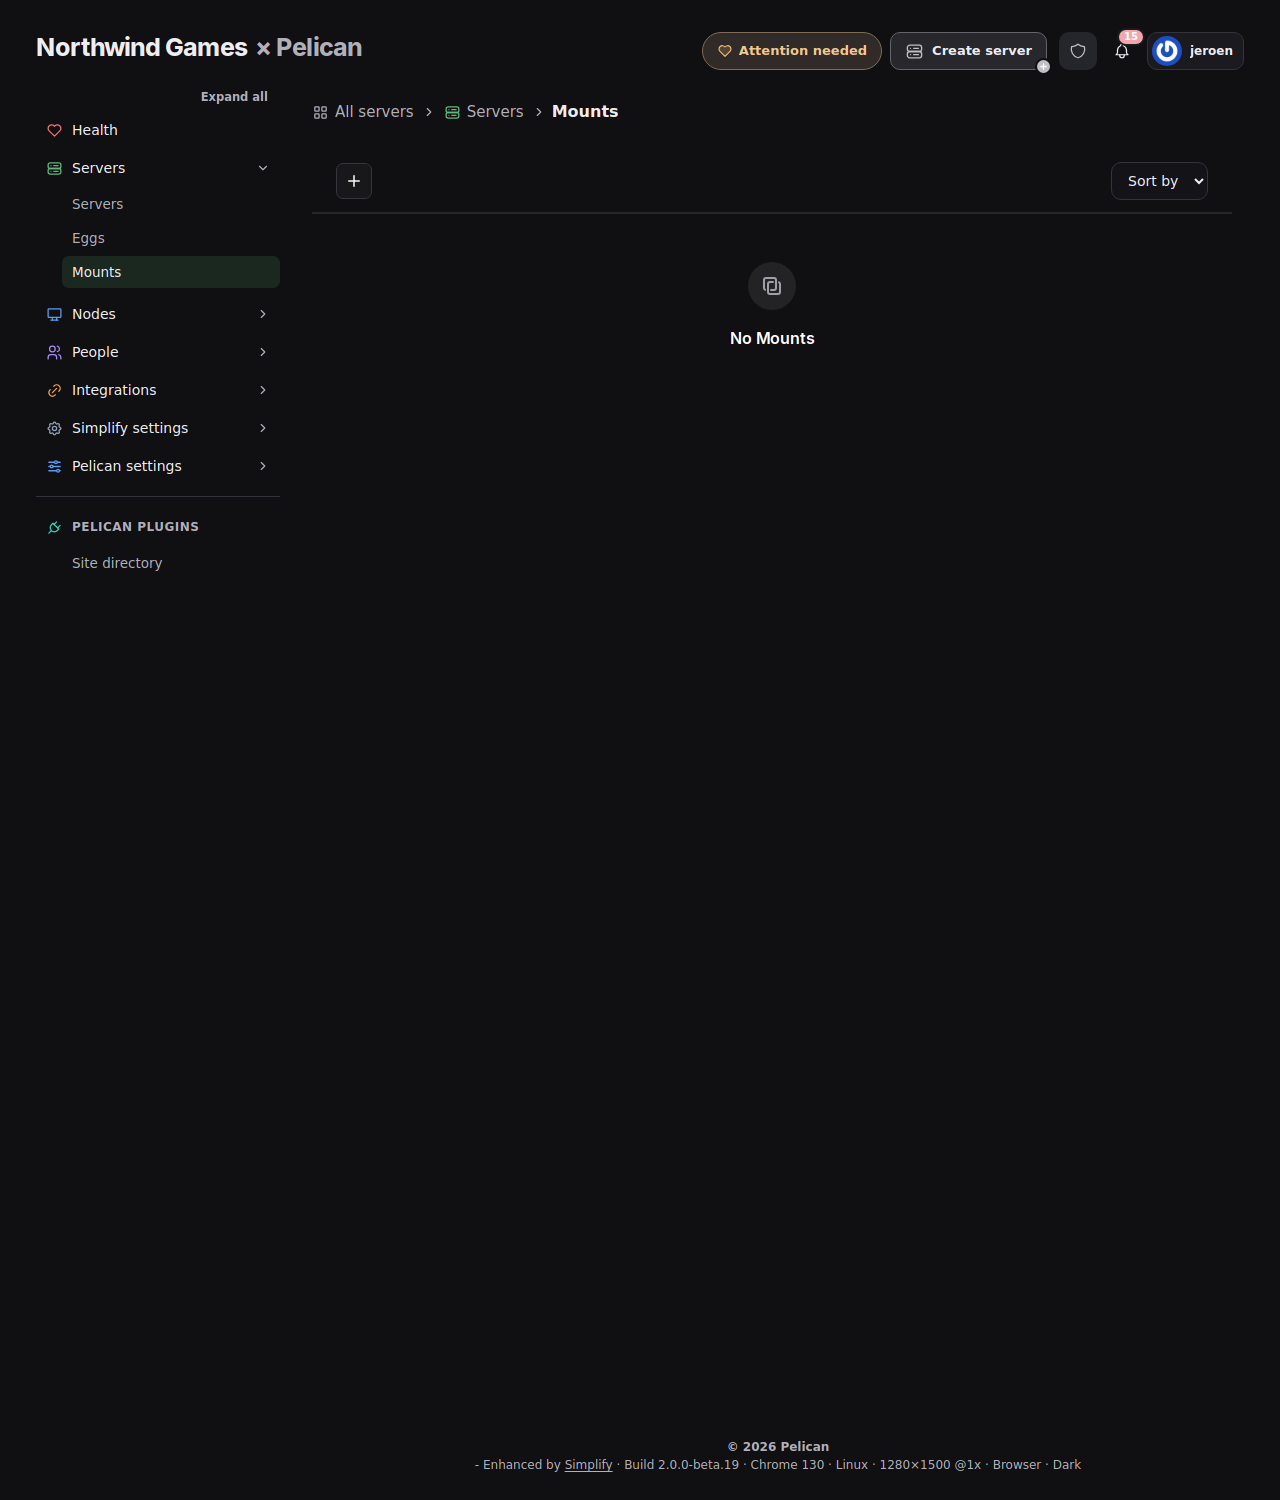 Northwind Games × Pelican
Attention needed
Create server
15
jeroen
Expand all
All servers > Servers > Mounts
Health
Servers
Servers
Eggs
Mounts
Nodes
People
Integrations
Simplify settings
Pelican settings
PELICAN PLUGINS
Site directory
Sort by
No Mounts
© 2026 Pelican
- Enhanced by Simplify · Build 2.0.0-beta.19 · Chrome 130 · Linux · 1280×1500 @1x · Browser · Dark